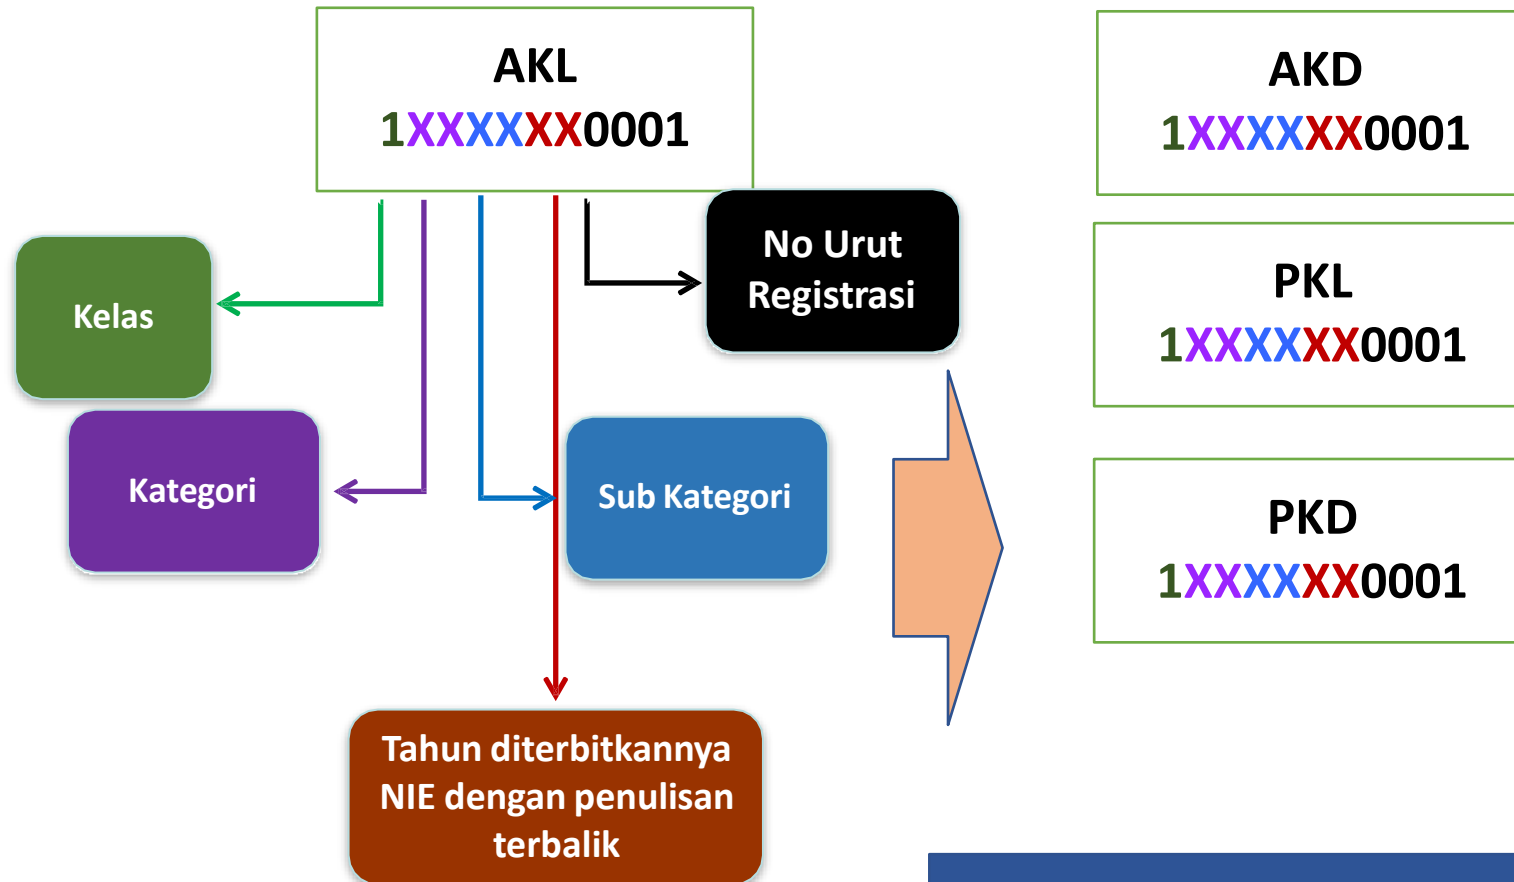 AKL
1XXXXXX0001
Kelas
No Urut
Registrasi
Kategori
Sub Kategori
Tahun diterbitkannya
NIE dengan penulisan
terbalik
AKD
1XXXXXX0001
PKL
1XXXXXX0001
PKD
1XXXXXX0001